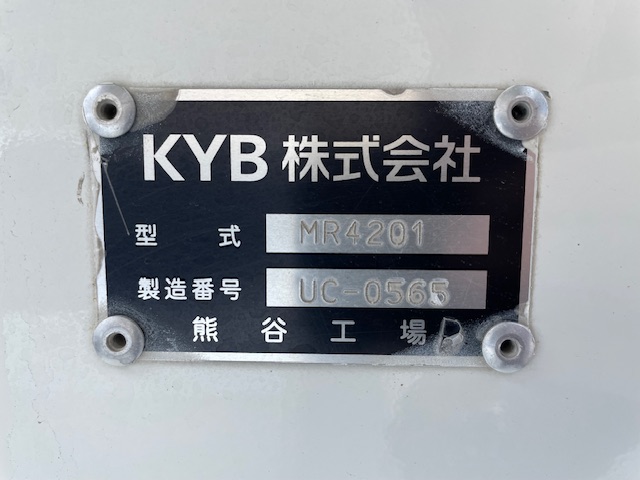 KYB 株式会社
型 式 MR4201
製造番号 UC-0565
熊谷工場 P